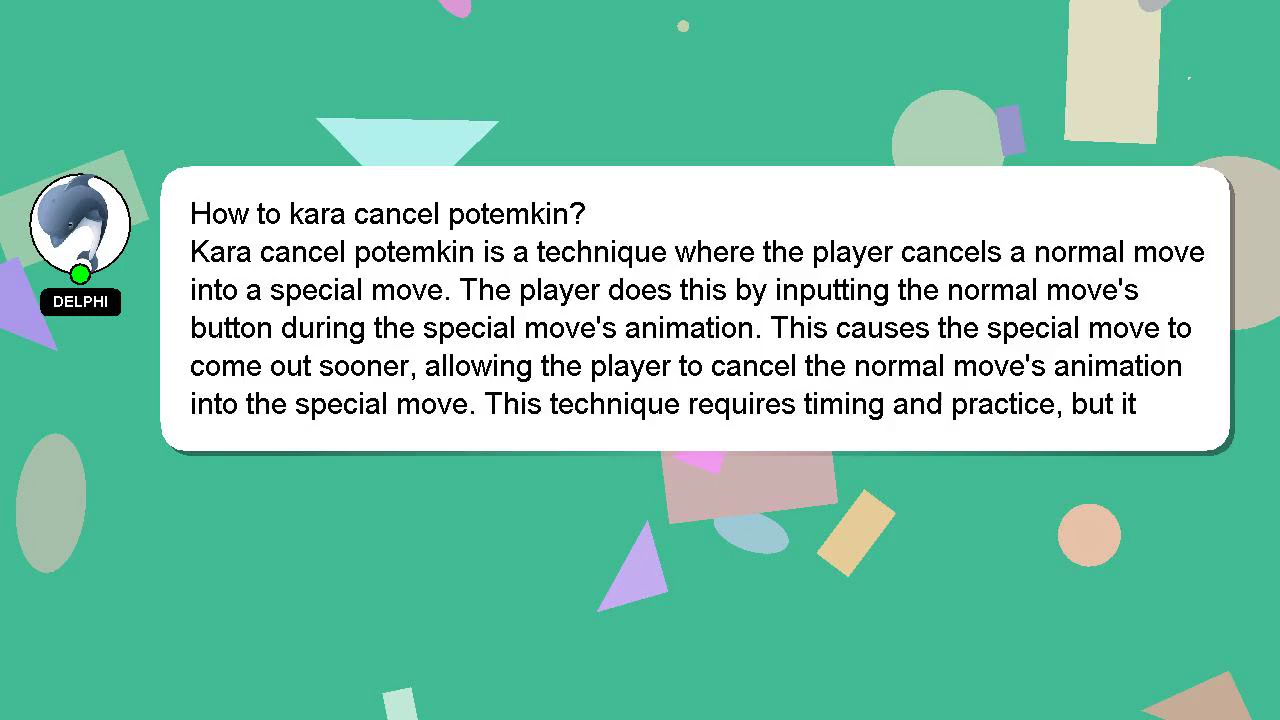 How to kara cancel potemkin?
Kara cancel potemkin is a technique where the player cancels a normal move
into a special move. The player does this by inputting the normal move's
button during the special move's animation. This causes the special move to
come out sooner, allowing the player to cancel the normal move's animation
into the special move. This technique requires timing and practice, but it
DELPHI